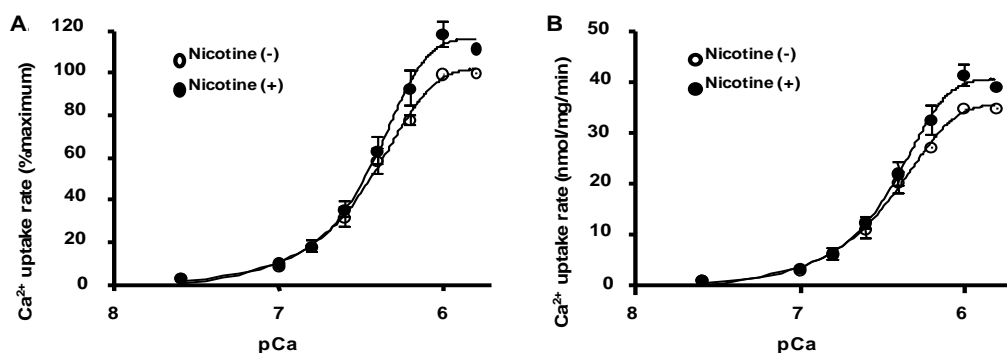 A.
Ca²⁺ uptake rate (%maximum)
120
100
80
60
40
20
0
Nicotine (-)
Nicotine (+)
8
7
6
pCa
B
Ca²⁺ uptake rate (nmol/mg/min)
50
40
30
20
10
0
Nicotine (-)
Nicotine (+)
8
7
6
pCa